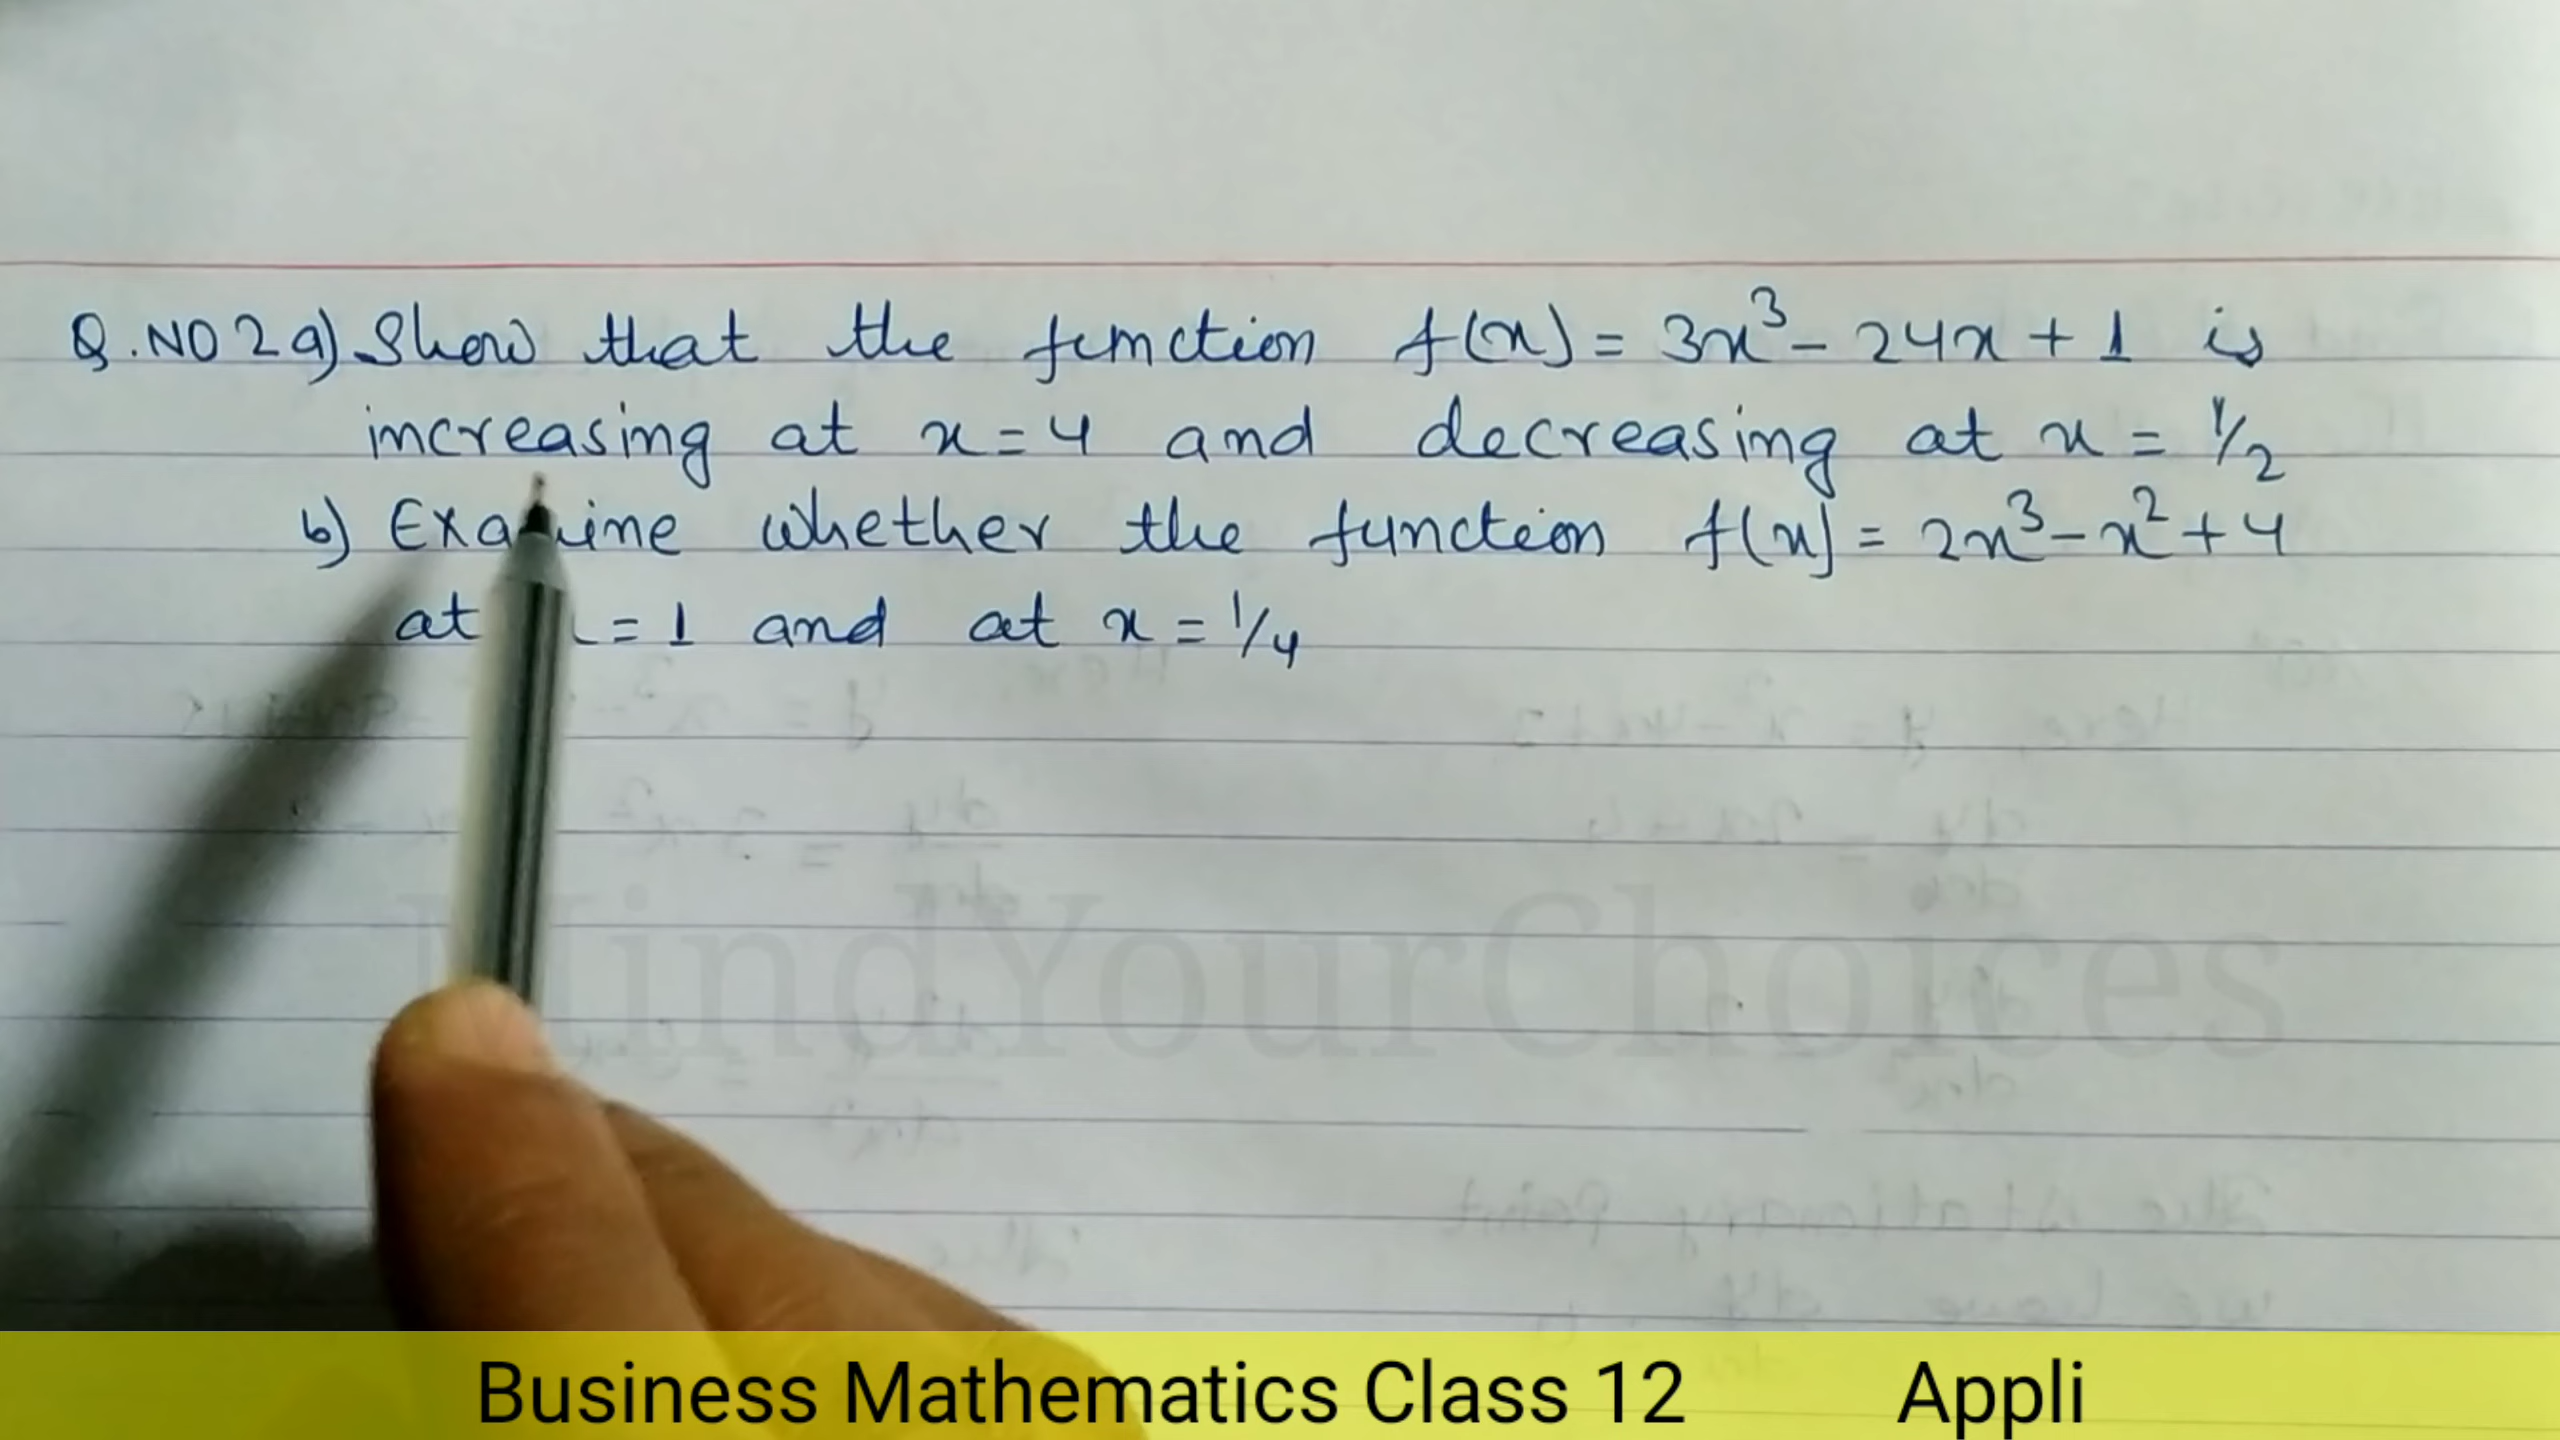 Q.NO 2 a) Show that the function f(x) = 3x³ - 24x + 1 is
increasing at x = 4 and decreasing at x = 1/2
b) Examine whether the function f(x) = 2x³ - x² + 4
at = 1 and at x = 1/4
MindYourChoices
Business Mathematics Class 12 Appli